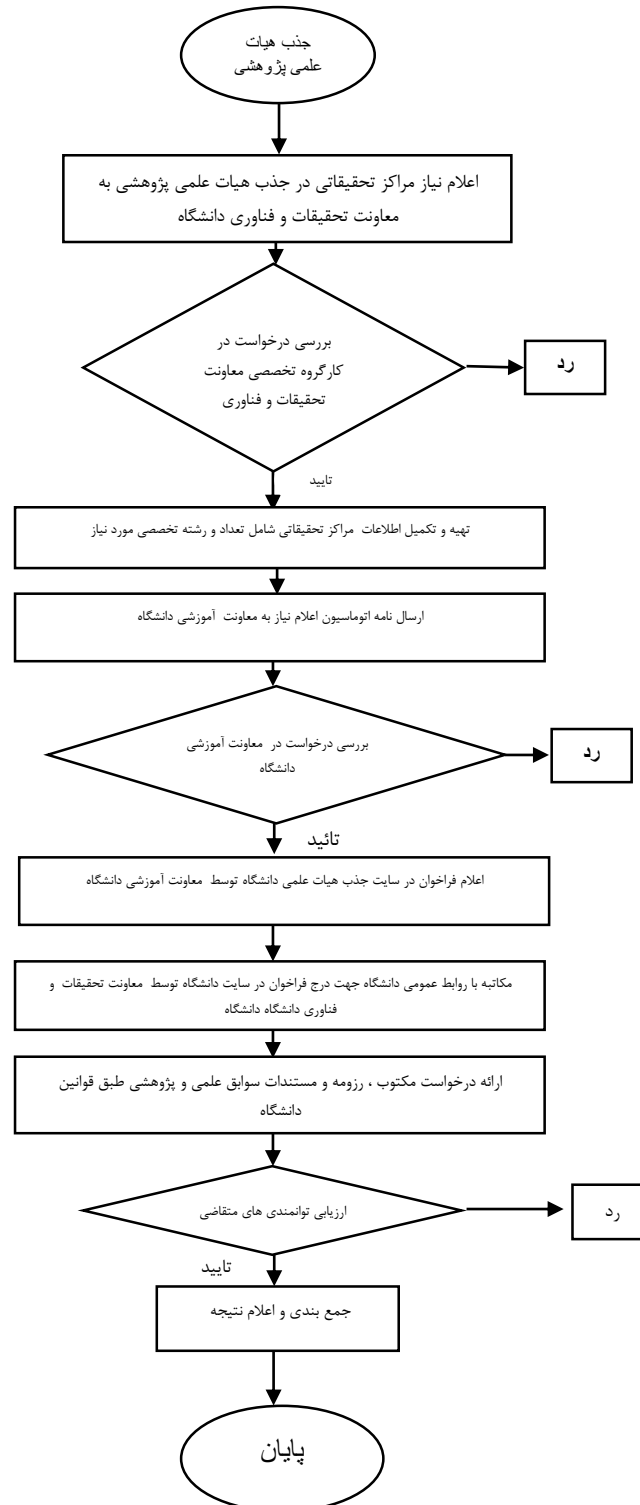 جذب هیات
علمی پژوهشی
اعلام نیاز مراکز تحقیقاتی در جذب هیات علمی پژوهشی به
معاونت تحقیقات و فناوری دانشگاه
بررسی درخواست در
کارگروه تخصصی معاونت
تحقیقات و فناوری
رد
تایید
تهیه و تکمیل اطلاعات مراکز تحقیقاتی شامل تعداد و رشته تخصصی مورد نیاز
ارسال نامه اتوماسیون اعلام نیاز به معاونت آموزشی دانشگاه
بررسی درخواست در معاونت آموزشی
دانشگاه
رد
تائید
اعلام فراخوان در سایت جذب هیات علمی دانشگاه توسط معاونت آموزشی دانشگاه
مکاتبه با روابط عمومی دانشگاه جهت درج فراخوان در سایت دانشگاه توسط معاونت تحقیقات و
فناوری دانشگاه دانشگاه
ارائه درخواست مکتوب ، رزومه و مستندات سوابق علمی و پژوهشی طبق قوانین
دانشگاه
ارزیابی توانمندی های متقاضی
رد
تایید
جمع بندی و اعلام نتیجه
پایان